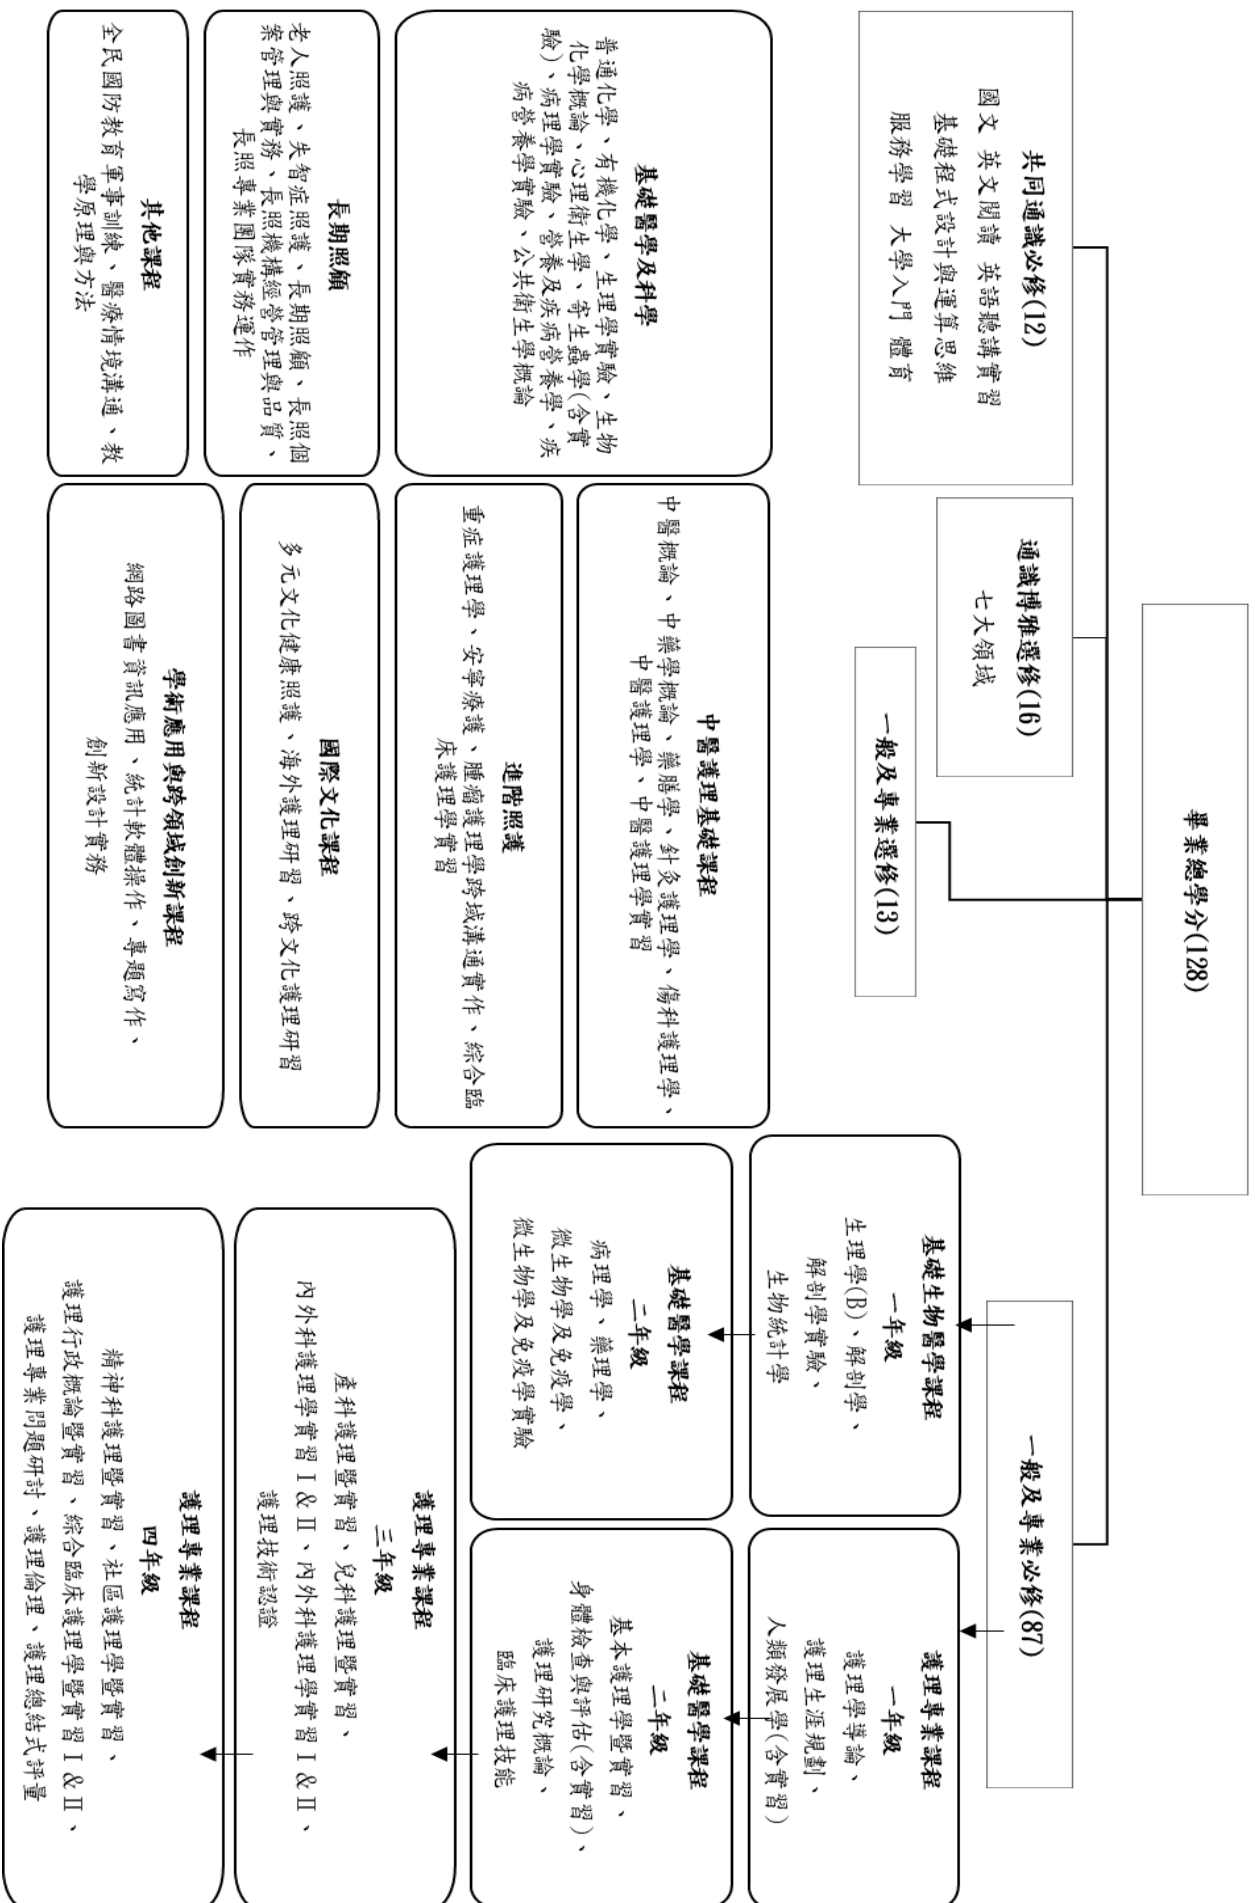 畢業總學分(128)
共同通識必修(12)
國文 英文閱讀 英語聽講實習
基礎程式設計與運算思維
服務學習 大學入門 體育
通識博雅選修(16)
七大領域
一般及專業選修(13)
一般及專業必修(87)
基礎醫學及科學
普通化學、有機化學、生理學實驗、生物
化學概論、心理衛生學、寄生蟲學(含實
驗)、病理學實驗、營養及疾病營養學、疾
病營養學實驗、公共衛生學概論
長期照顧
老人照護、失智症照護、長期照顧、長照個
案管理與實務、長照機構經營管理與品質、
長照專業團隊實務運作
其他課程
全民國防教育軍事訓練、醫療情境溝通、教
學原理與方法
中醫護理基礎課程
中醫概論、中藥學概論、藥膳學、針灸護理學、傷科護理學、
中醫護理學、中醫護理學實習
進階照護
重症護理學、安寧療護、腫瘤護理學跨域溝通實作、綜合臨
床護理學實習
國際文化課程
多元文化健康照護、海外護理研習、跨文化護理研習
學術應用與跨領域創新課程
網路圖書資訊應用、統計軟體操作、專題寫作、
創新設計實務
基礎生物醫學課程
一年級
生理學(B)、解剖學、
解剖學實驗、
生物統計學
基礎醫學課程
二年級
病理學、藥理學、
微生物學及免疫學、
微生物學及免疫學實驗
護理專業課程
一年級
護理學導論、
護理生涯規劃、
人類發展學(含實習)
基礎醫學課程
二年級
基本護理學暨實習、
身體檢查與評估(含實習)、
護理研究概論、
臨床護理技能
護理專業課程
三年級
產科護理暨實習、兒科護理暨實習、
內外科護理學實習 I & II、內外科護理學實習 I & II、
護理技術認證
護理專業課程
四年級
精神科護理暨實習、社區護理學暨實習、
護理行政概論暨實習、綜合臨床護理學暨實習 I & II、
護理專業問題研討、護理倫理、護理總結式評量